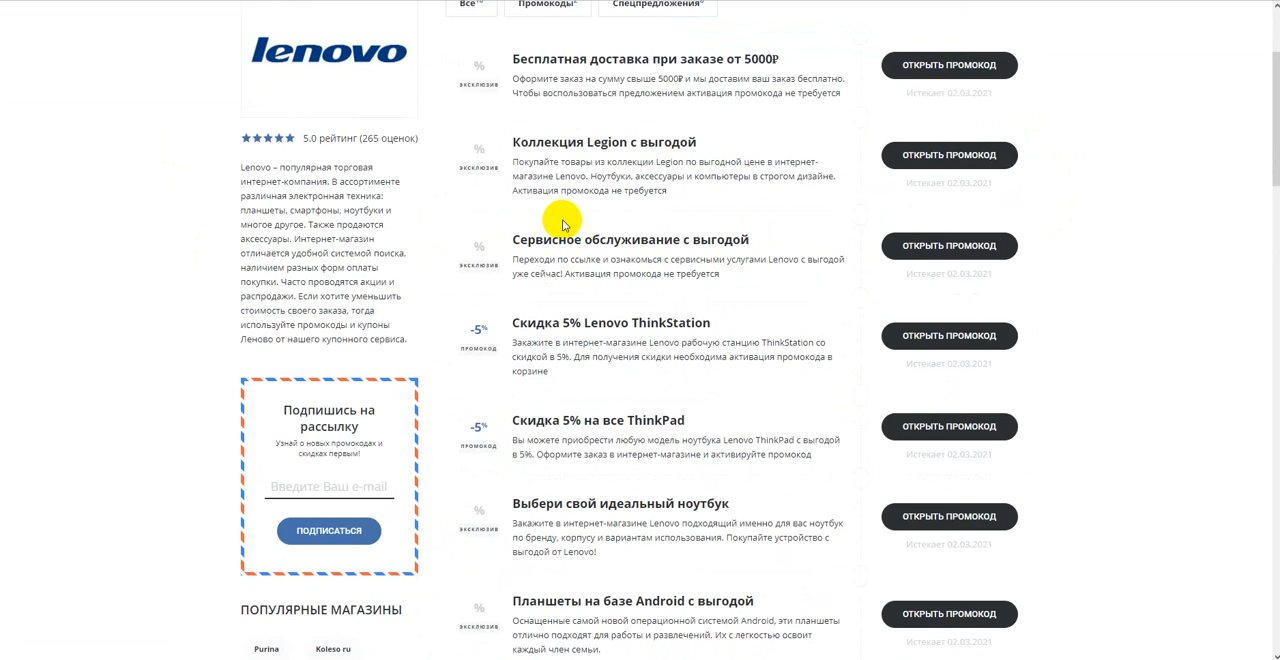 Все
Промокоды
Спецпредложения
lenovo
5.0 рейтинг (265 оценок)
Lenovo – популярная торговая
интернет-компания. В ассортименте
различная электронная техника:
планшеты, смартфоны, ноутбуки и
многое другое. Также продаются
аксессуары. Интернет-магазин
отличается удобной системой поиска,
наличием разных форм оплаты
покупки. Часто проводятся акции и
распродажи. Если хотите уменьшить
стоимость своего заказа, тогда
используйте промокоды и купоны
Леново от нашего купонного сервиса.
Подпишись на
рассылку
Узнай о новых промокодах и
скидках первым!
Введите Ваш e-mail
ПОДПИСАТЬСЯ
ПОПУЛЯРНЫЕ МАГАЗИНЫ
Purina
Koleso ru
%
ЭКСКЛЮЗИВ
Бесплатная доставка при заказе от 5000₽
Оформите заказ на сумму свыше 5000₽ и мы доставим ваш заказ бесплатно.
Чтобы воспользоваться предложением активация промокода не требуется
ОТКРЫТЬ ПРОМОКОД
Истекает 02.03.2021
%
ЭКСКЛЮЗИВ
Коллекция Legion с выгодой
Покупайте товары из коллекции Legion по выгодной цене в интернет-
магазине Lenovo. Ноутбуки, аксессуары и компьютеры в строгом дизайне.
Активация промокода не требуется
ОТКРЫТЬ ПРОМОКОД
Истекает 02.03.2021
%
ЭКСКЛЮЗИВ
Сервисное обслуживание с выгодой
Переходи по ссылке и ознакомься с сервисными услугами Lenovo с выгодой
уже сейчас! Активация промокода не требуется
ОТКРЫТЬ ПРОМОКОД
Истекает 02.03.2021
-5%
ПРОМОКОД
Скидка 5% Lenovo ThinkStation
Закажите в интернет-магазине Lenovo рабочую станцию ThinkStation со
скидкой в 5%. Для получения скидки необходима активация промокода в
корзине
ОТКРЫТЬ ПРОМОКОД
Истекает 02.03.2021
-5%
ПРОМОКОД
Скидка 5% на все ThinkPad
Вы можете приобрести любую модель ноутбука Lenovo ThinkPad с выгодой
в 5%. Оформите заказ в интернет-магазине и активируйте промокод
ОТКРЫТЬ ПРОМОКОД
Истекает 02.03.2021
%
ЭКСКЛЮЗИВ
Выбери свой идеальный ноутбук
Закажите в интернет-магазине Lenovo подходящий именно для вас ноутбук
по бренду, корпусу и вариантам использования. Покупайте устройство с
выгодой от Lenovo!
ОТКРЫТЬ ПРОМОКОД
Истекает 02.03.2021
%
ЭКСКЛЮЗИВ
Планшеты на базе Android с выгодой
Оснащенные самой новой операционной системой Android, эти планшеты
отлично подходят для работы и развлечений. Их с легкостью освоит
каждый член семьи.
ОТКРЫТЬ ПРОМОКОД
Истекает 02.03.2021